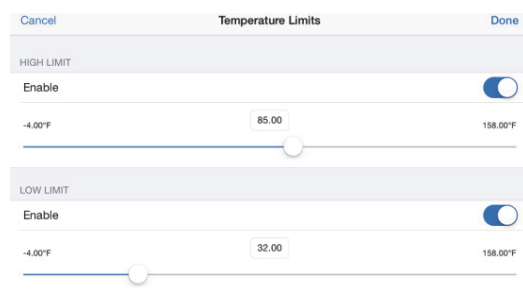 Cancel Temperature Limits Done
HIGH LIMIT
Enable
-4.00°F 85.00 158.00°F
LOW LIMIT
Enable
-4.00°F 32.00 158.00°F